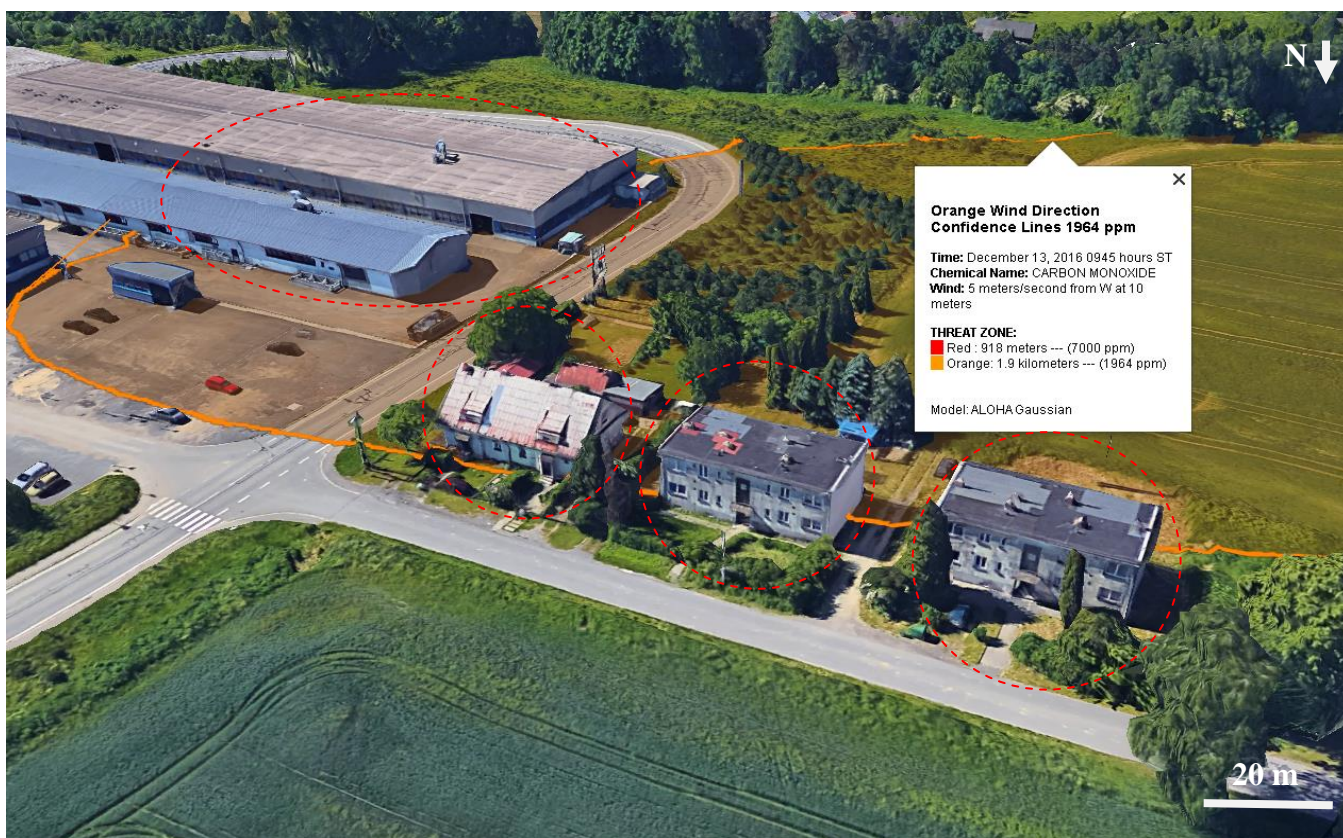 N
Orange Wind Direction
Confidence Lines 1964 ppm
Time: December 13, 2016 0945 hours ST
Chemical Name: CARBON MONOXIDE
Wind: 5 meters/second from W at 10
meters
THREAT ZONE:
Red : 918 meters --- (7000 ppm)
Orange: 1.9 kilometers --- (1964 ppm)
Model: ALOHA Gaussian
20 m